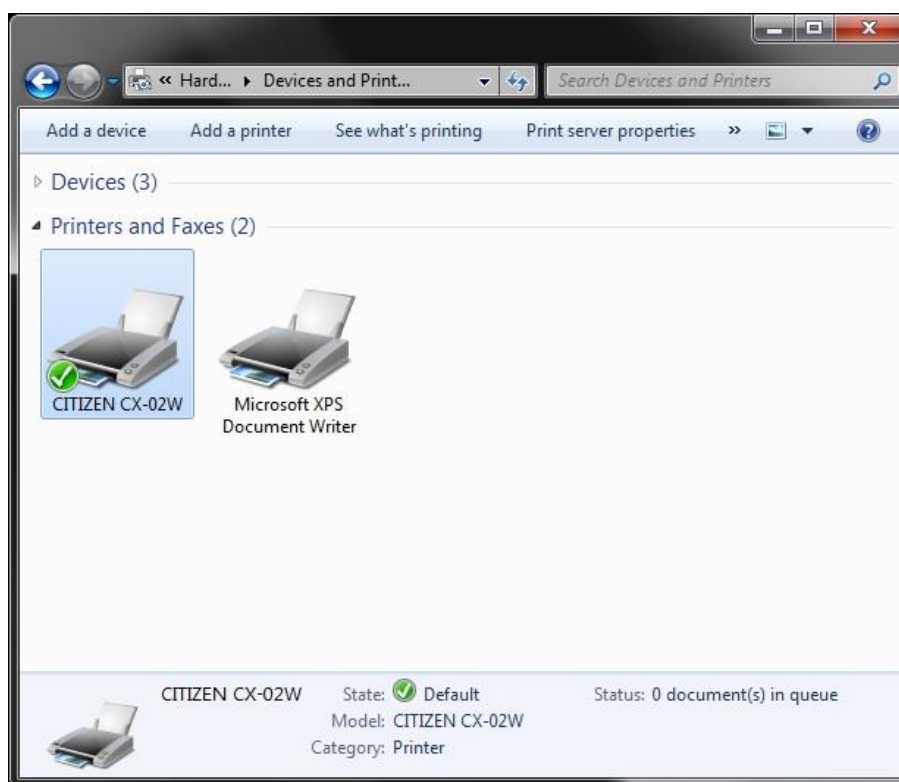 « Hard... Devices and Print... Search Devices and Printers
Add a device Add a printer See what's printing Print server properties »
Devices (3)
Printers and Faxes (2)
CITIZEN CX-02W Microsoft XPS
Document Writer
CITIZEN CX-02W State: Default Status: 0 document(s) in queue
Model: CITIZEN CX-02W
Category: Printer